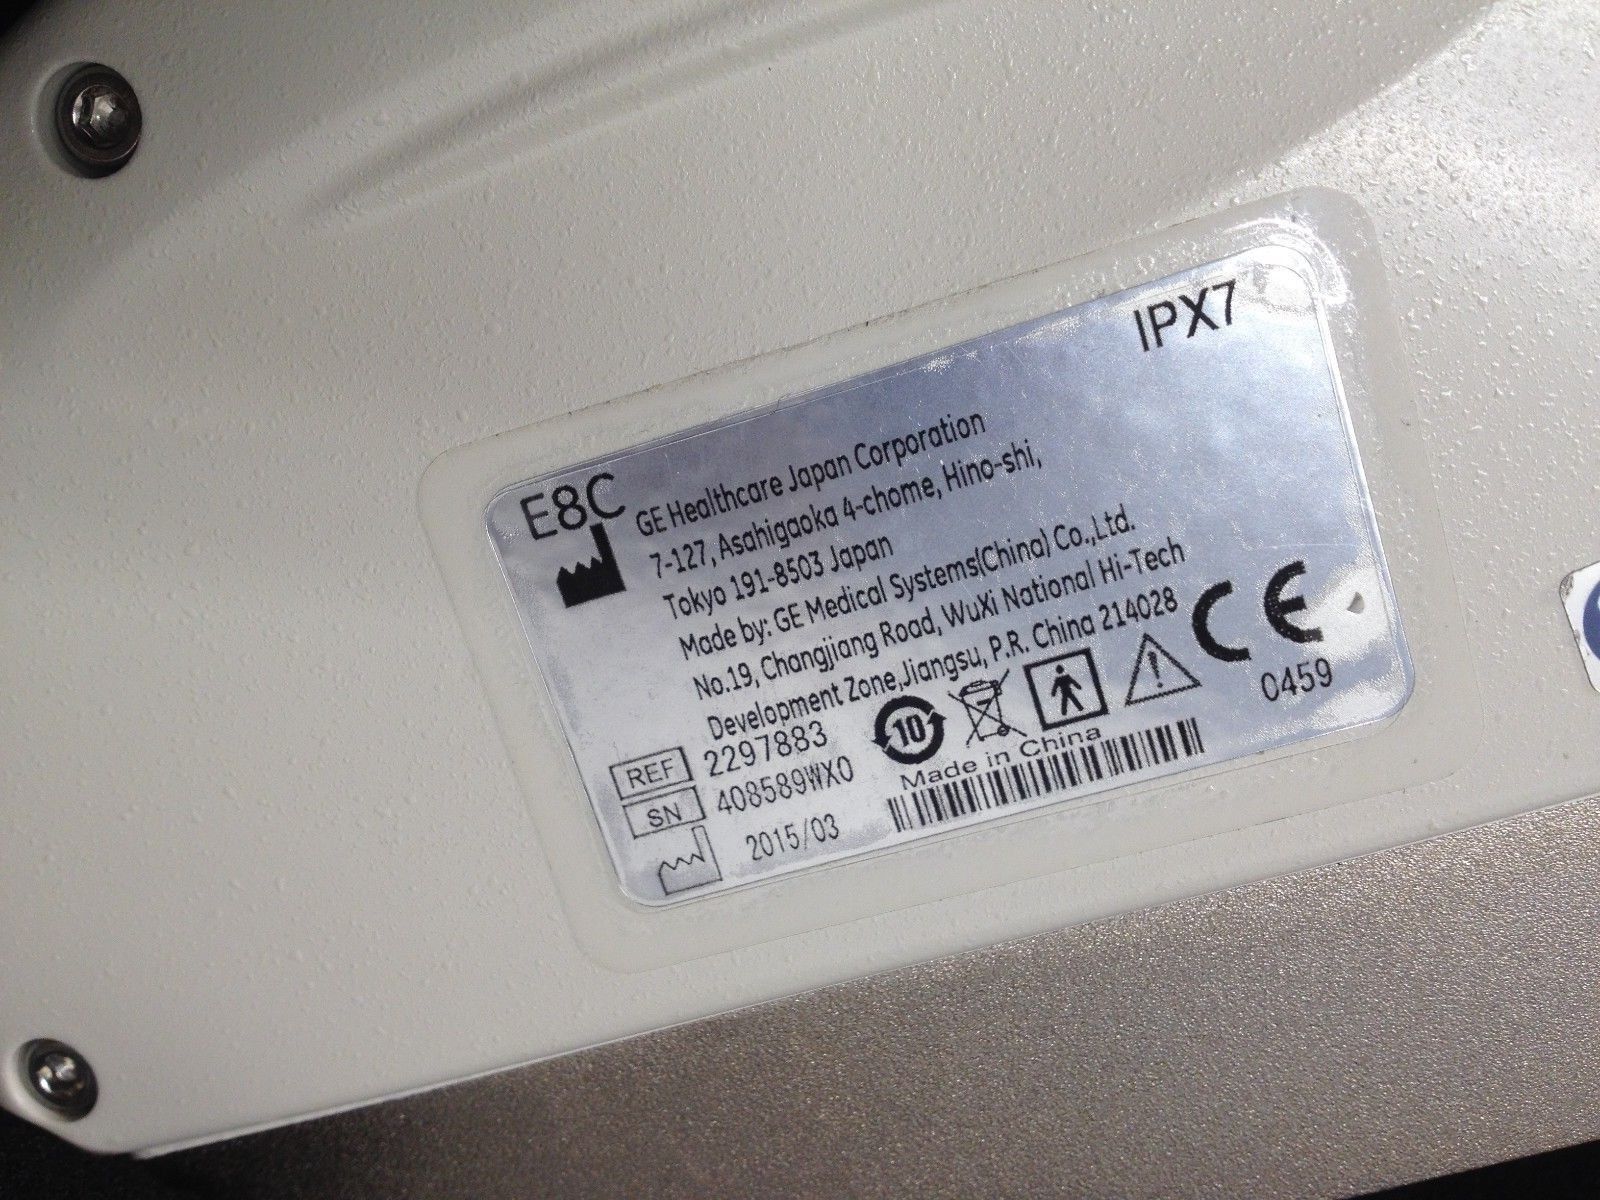 IPX7
E8C
GE Healthcare Japan Corporation
7-127, Asahigaoka 4-chome, Hino-shi,
Tokyo 191-8503 Japan
Made by: GE Medical Systems(China) Co.,Ltd.
No.19, Changjiang Road, WuXi National Hi-Tech
Development Zone,Jiangsu, P.R. China 214028
REF 2297883
SN 408589WX0
2015/03
10
Made in China
CE
0459